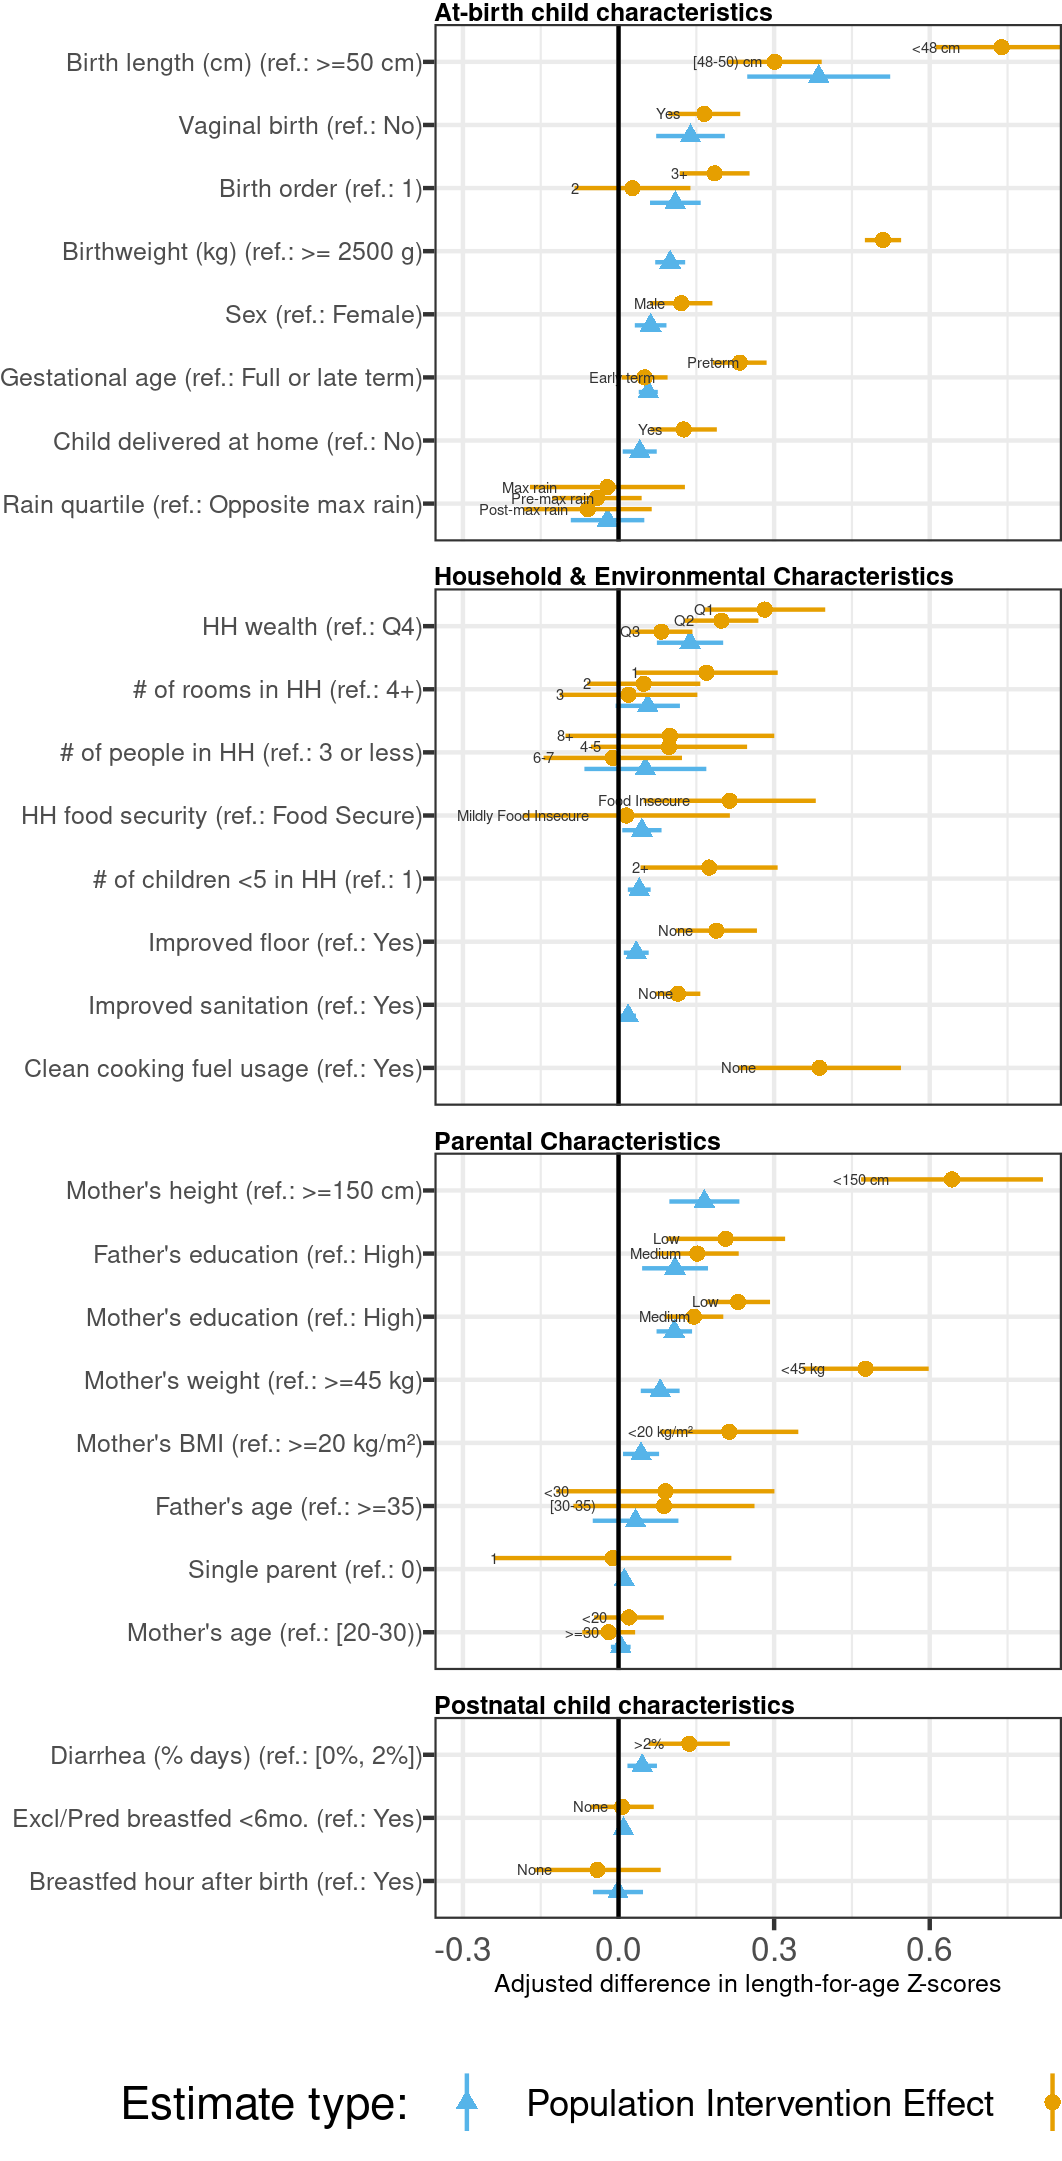 At-birth child characteristics
Birth length (cm) (ref.: >=50 cm)
<48 cm
[48-50) cm
Vaginal birth (ref.: No)
Yes
Birth order (ref.: 1)
3+
2
Birthweight (kg) (ref.: >= 2500 g)
Sex (ref.: Female)
Male
Gestational age (ref.: Full or late term)
Preterm
Early term
Child delivered at home (ref.: No)
Yes
Rain quartile (ref.: Opposite max rain)
Max rain
Pre-max rain
Post-max rain
Household & Environmental Characteristics
HH wealth (ref.: Q4)
Q1
Q2
Q3
# of rooms in HH (ref.: 4+)
1
2
3
# of people in HH (ref.: 3 or less)
8+
4-5
6-7
HH food security (ref.: Food Secure)
Food Insecure
Mildly Food Insecure
# of children <5 in HH (ref.: 1)
2+
Improved floor (ref.: Yes)
None
Improved sanitation (ref.: Yes)
None
Clean cooking fuel usage (ref.: Yes)
None
Parental Characteristics
Mother's height (ref.: >=150 cm)
<150 cm
Father's education (ref.: High)
Low
Medium
Mother's education (ref.: High)
Low
Medium
Mother's weight (ref.: >=45 kg)
<45 kg
Mother's BMI (ref.: >=20 kg/m²)
<20 kg/m²
Father's age (ref.: >=35)
<30
[30-35)
Single parent (ref.: 0)
1
Mother's age (ref.: [20-30))
<20
>=30
Postnatal child characteristics
Diarrhea (% days) (ref.: [0%, 2%])
>2%
Excl/Pred breastfed <6mo. (ref.: Yes)
None
Breastfed hour after birth (ref.: Yes)
None
-0.3 0.0 0.3 0.6
Adjusted difference in length-for-age Z-scores
Estimate type: Population Intervention Effect